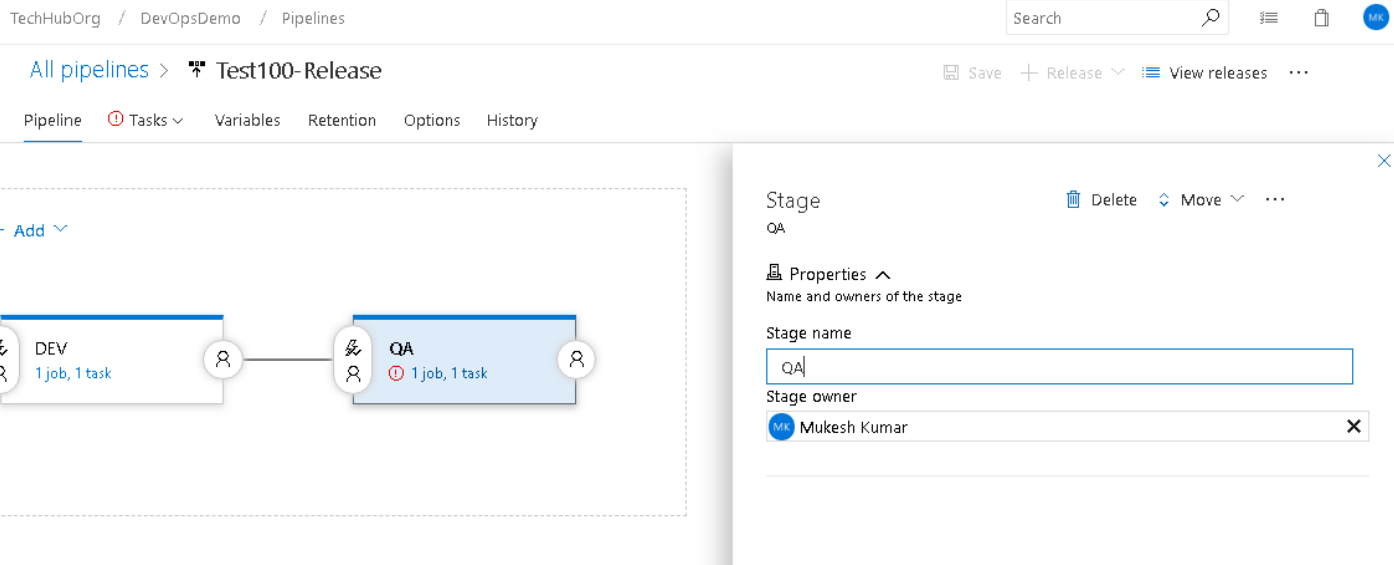 TechHubOrg / DevOpsDemo / Pipelines
Search
MK
All pipelines > Test100-Release
Save
Release
View releases
Pipeline
Tasks
Variables
Retention
Options
History
Add
DEV
1 job, 1 task
QA
1 job, 1 task
Stage
Delete
Move
QA
Properties
Name and owners of the stage
Stage name
QA
Stage owner
MK Mukesh Kumar